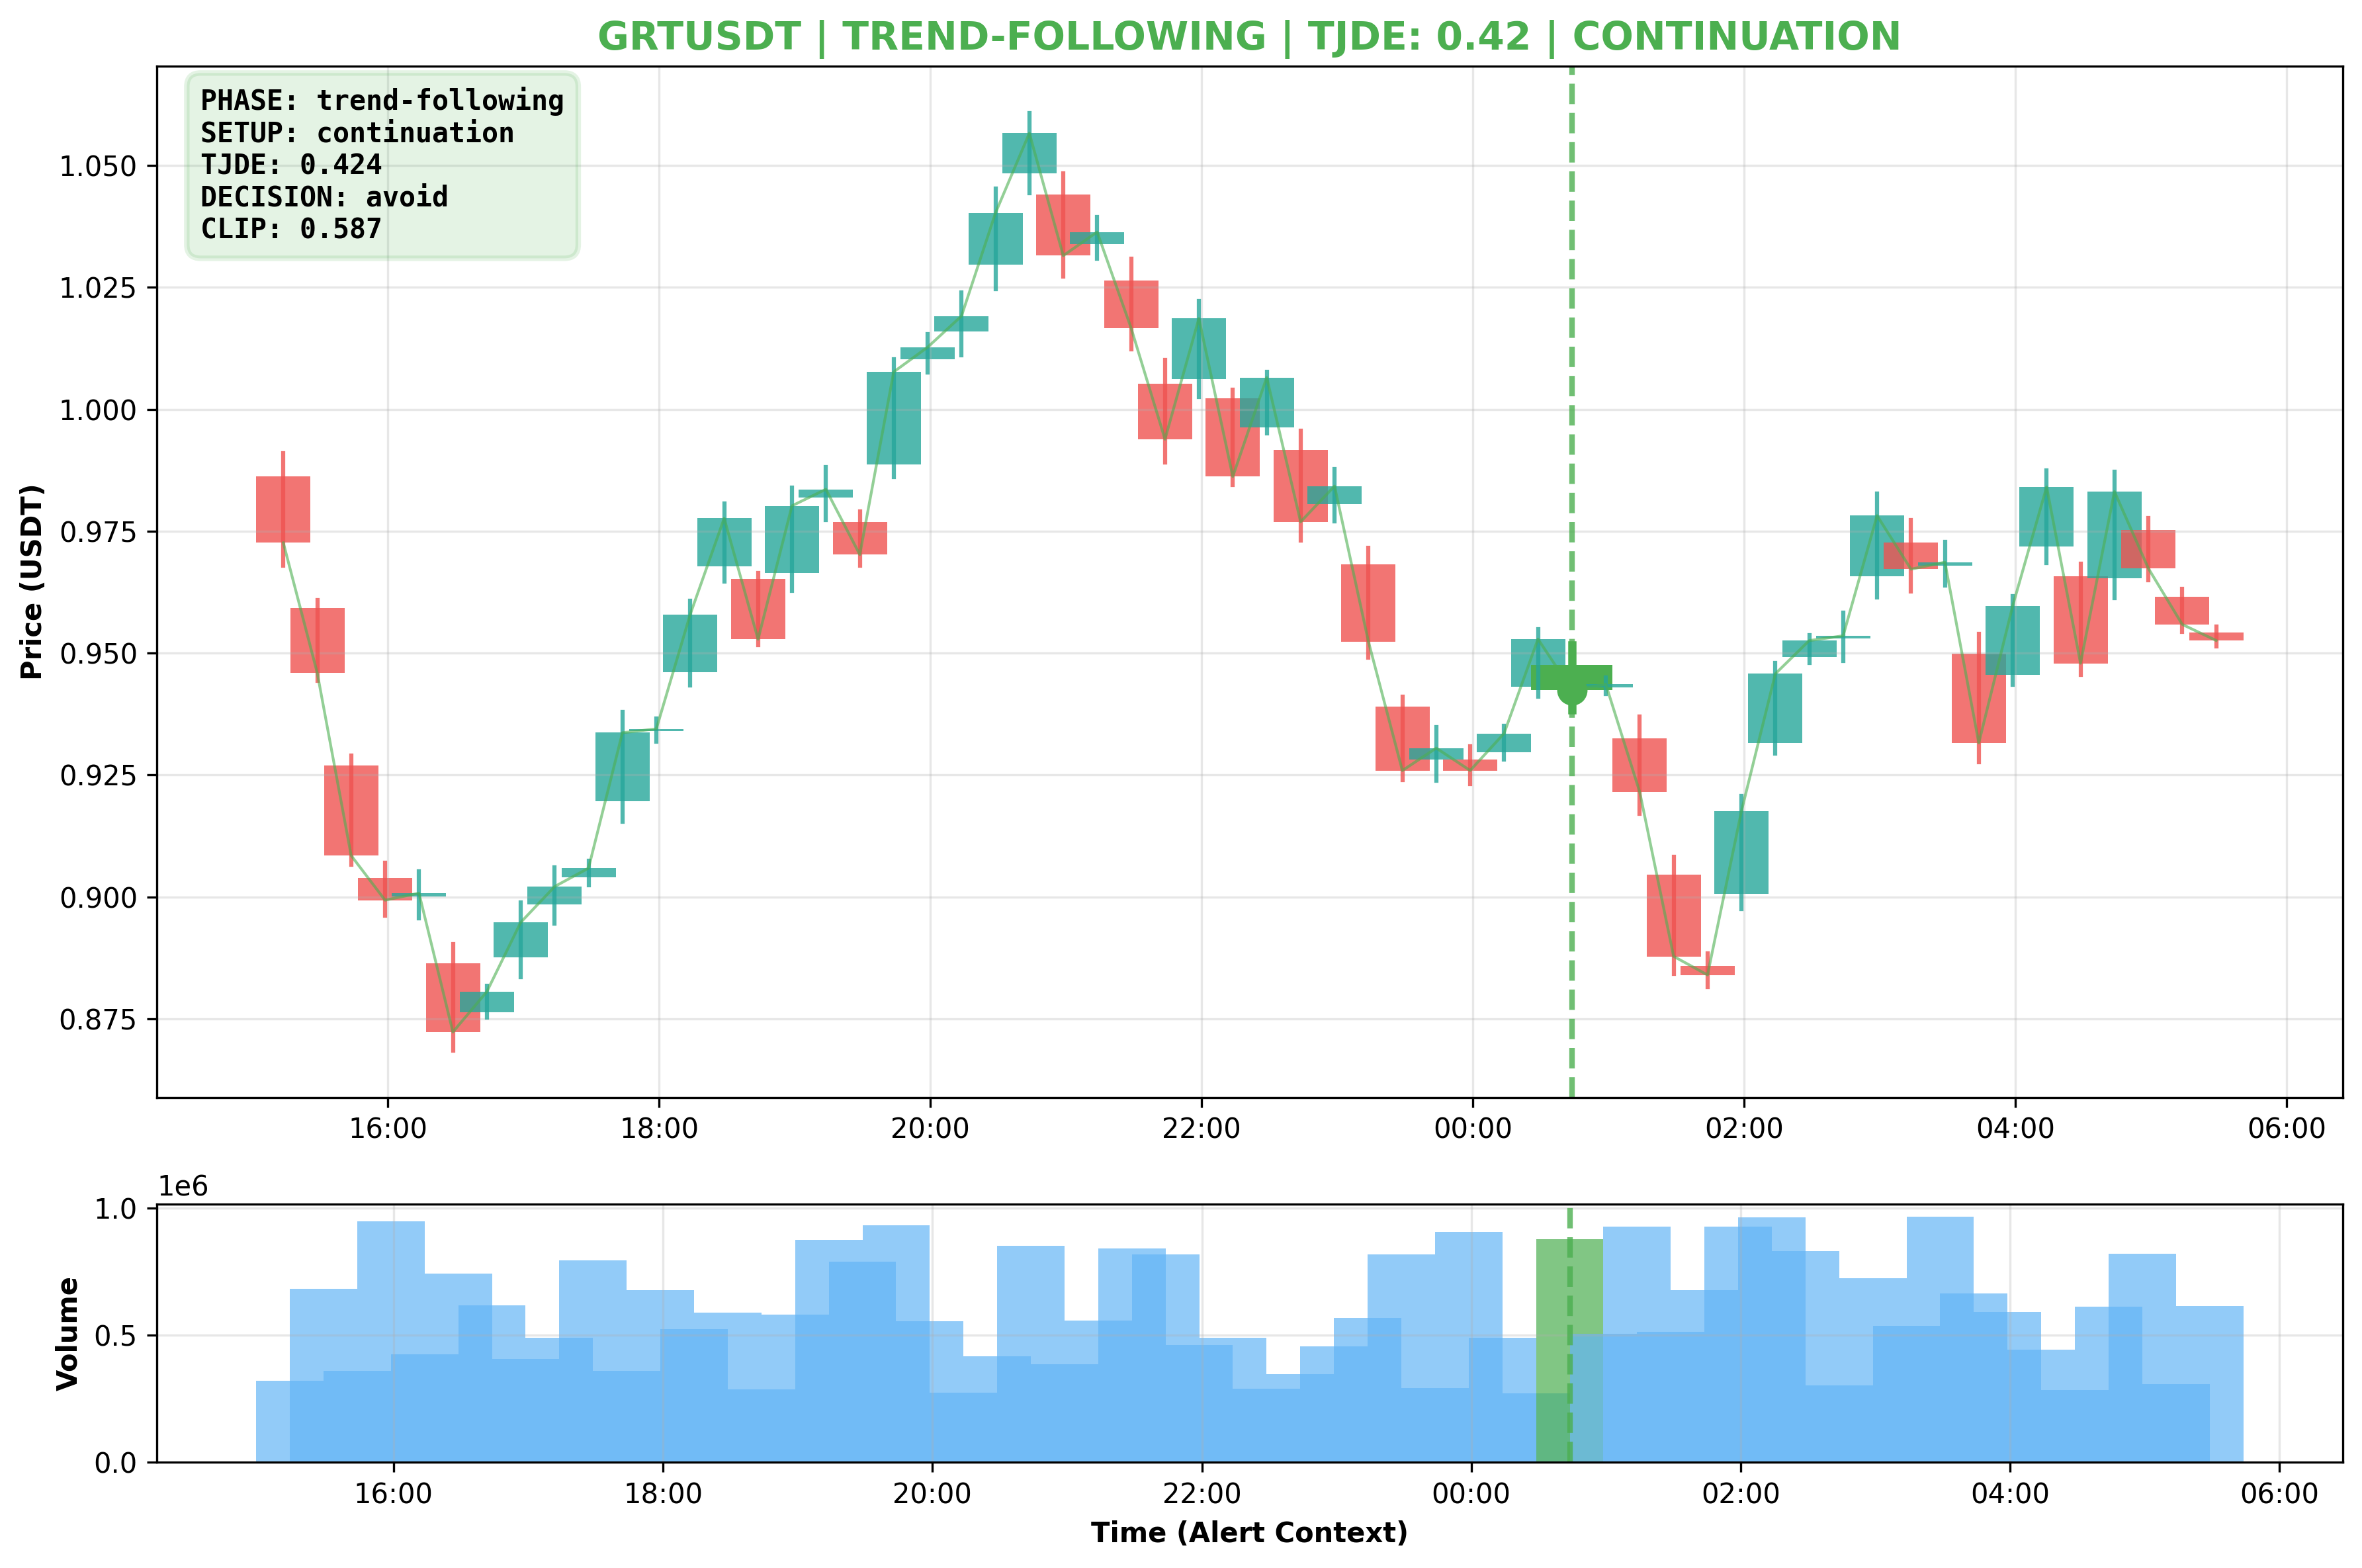 GRTUSDT | TREND-FOLLOWING | TJDE: 0.42 | CONTINUATION
PHASE: trend-following
SETUP: continuation
TJDE: 0.424
DECISION: avoid
CLIP: 0.587
Price (USDT)
1.050
1.025
1.000
0.975
0.950
0.925
0.900
0.875
16:00 18:00 20:00 22:00 00:00 02:00 04:00 06:00
1e6
Volume
1.0
0.5
0.0
16:00 18:00 20:00 22:00 00:00 02:00 04:00 06:00
Time (Alert Context)